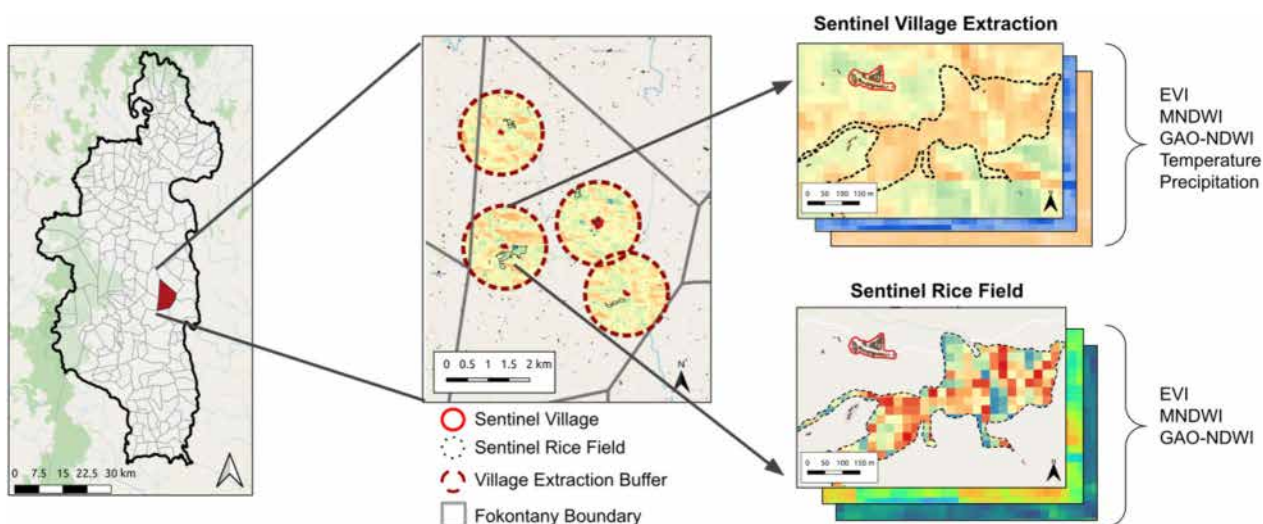 Sentinel Village Extraction
0 50 100 150 m
N
EVI
MNDWI
GAO-NDWI
Temperature
Precipitation
0 7.5 15 22.5 30 km
0 0.5 1 1.5 2 km
N
Sentinel Village
Sentinel Rice Field
Village Extraction Buffer
Fokontany Boundary
Sentinel Rice Field
0 50 100 150 m
N
EVI
MNDWI
GAO-NDWI